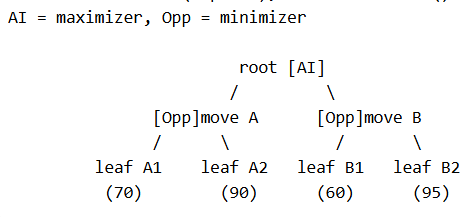 AI = maximizer, Opp = minimizer
root [AI]
/ \
[Opp]move A [Opp]move B
/ \ / \
leaf A1 leaf A2 leaf B1 leaf B2
(70) (90) (60) (95)